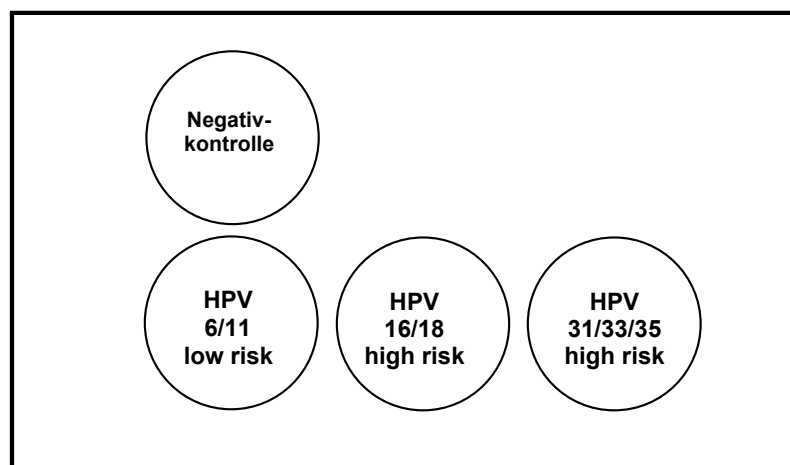 Negativ-
kontrolle
HPV
6/11
low risk
HPV
16/18
high risk
HPV
31/33/35
high risk